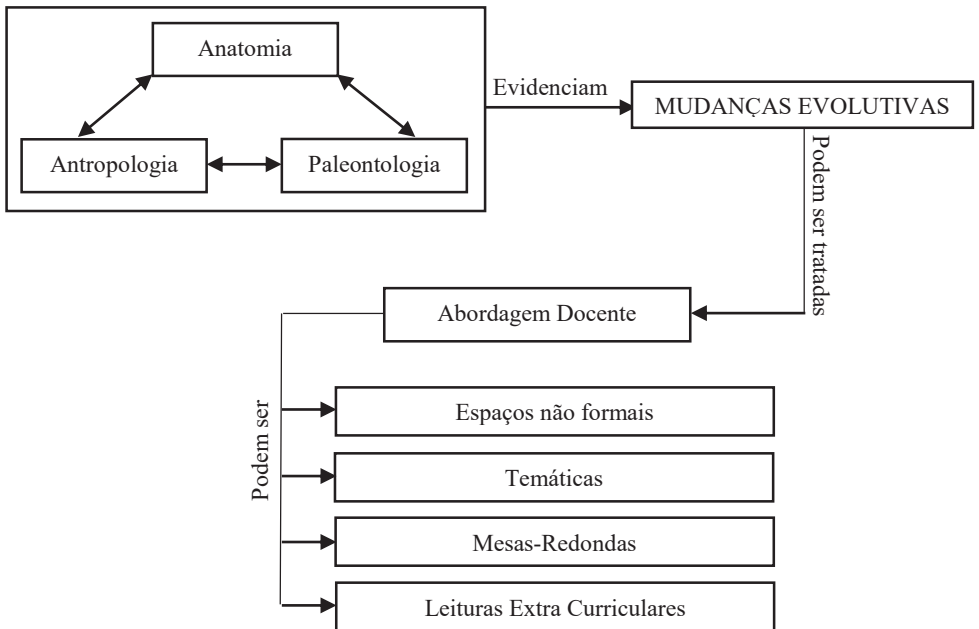 Anatomia
Evidenciam
MUDANÇAS EVOLUTIVAS
Antropologia
Paleontologia
Podem ser tratadas
Abordagem Docente
Podem ser
Espaços não formais
Temáticas
Mesas-Redondas
Leituras Extra Curriculares